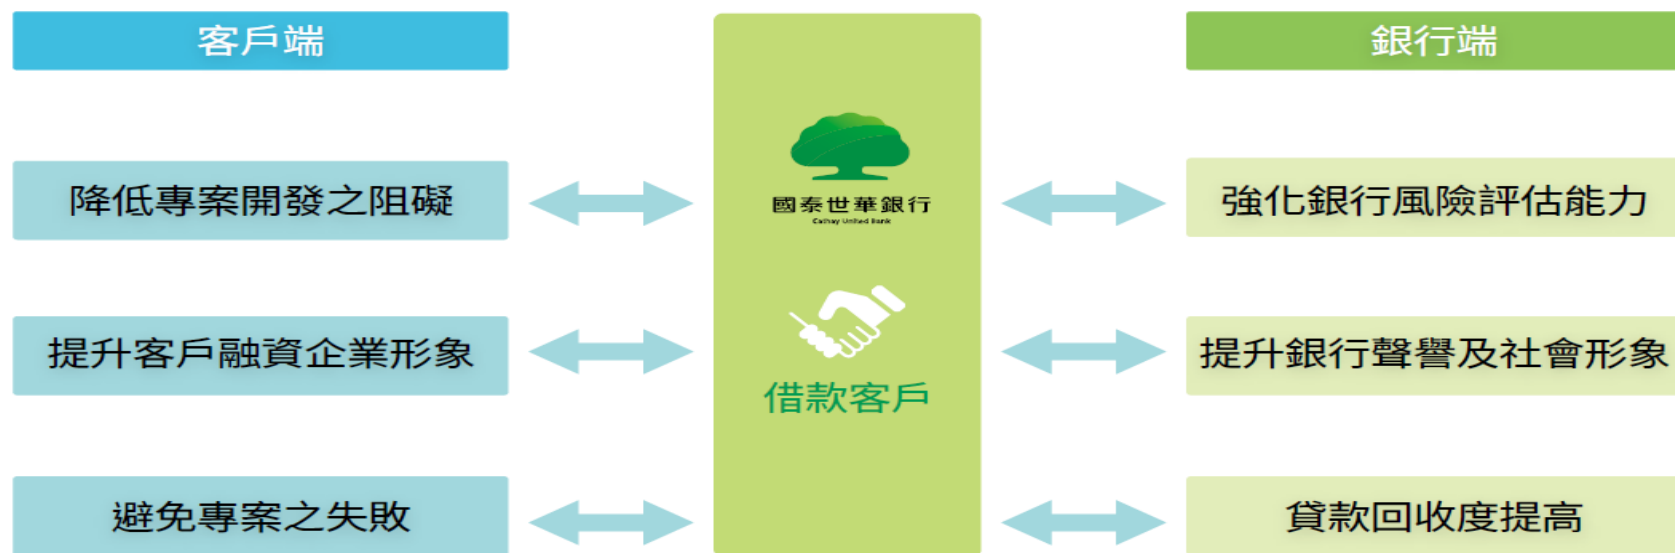 客戶端
降低專案開發之阻礙
提升客戶融資企業形象
避免專案之失敗
國泰世華銀行
Cathay United Bank
借款客戶
銀行端
強化銀行風險評估能力
提升銀行聲譽及社會形象
貸款回收度提高